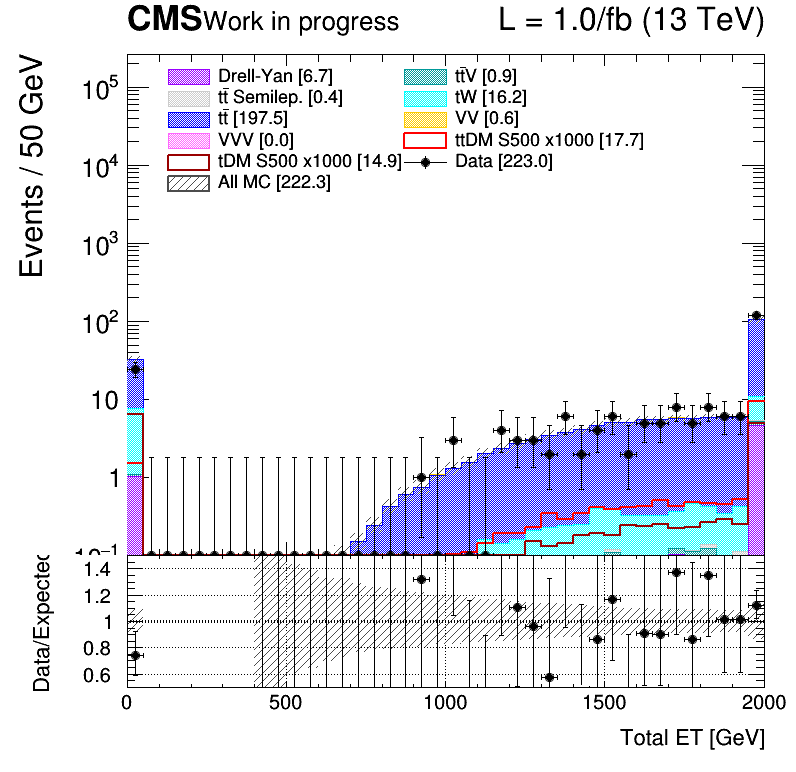 CMS Work in progress L = 1.0/fb (13 TeV)
Events / 50 GeV
10⁵
10⁴
10³
10²
10
1
10⁻¹
Drell-Yan [6.7]
tt̄V [0.9]
tt̄ Semilep. [0.4]
tW [16.2]
tt̄ [197.5]
VV [0.6]
VVV [0.0]
ttDM S500 x1000 [17.7]
tDM S500 x1000 [14.9]
Data [223.0]
All MC [222.3]
Data/Expected
1.4
1.2
1
0.8
0.6
0 500 1000 1500 2000
Total ET [GeV]